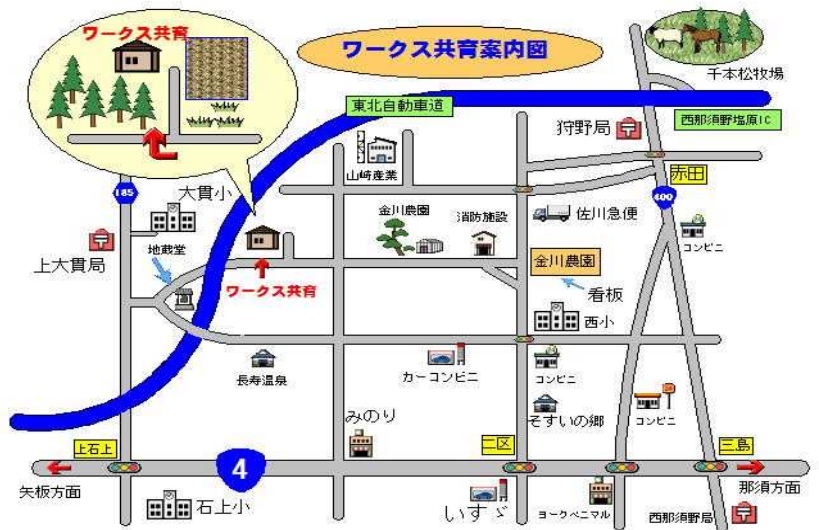 ワークス共育案内図
ワークス共育
千本松牧場
東北自動車道
西那須野塩原IC
狩野局
山崎産業
赤田
185
大貫小
400
金川農園
消防施設
佐川急便
コンビニ
地蔵堂
上大貫局
金川農園
看板
ワークス共育
西小
長寿温泉
カーコンビニ
コンビニ
みのり
そすいの郷
コンビニ
上石上
二区
三島
4
矢板方面
那須方面
石上小
いすゞ
ヨークベニマル
西那須野局